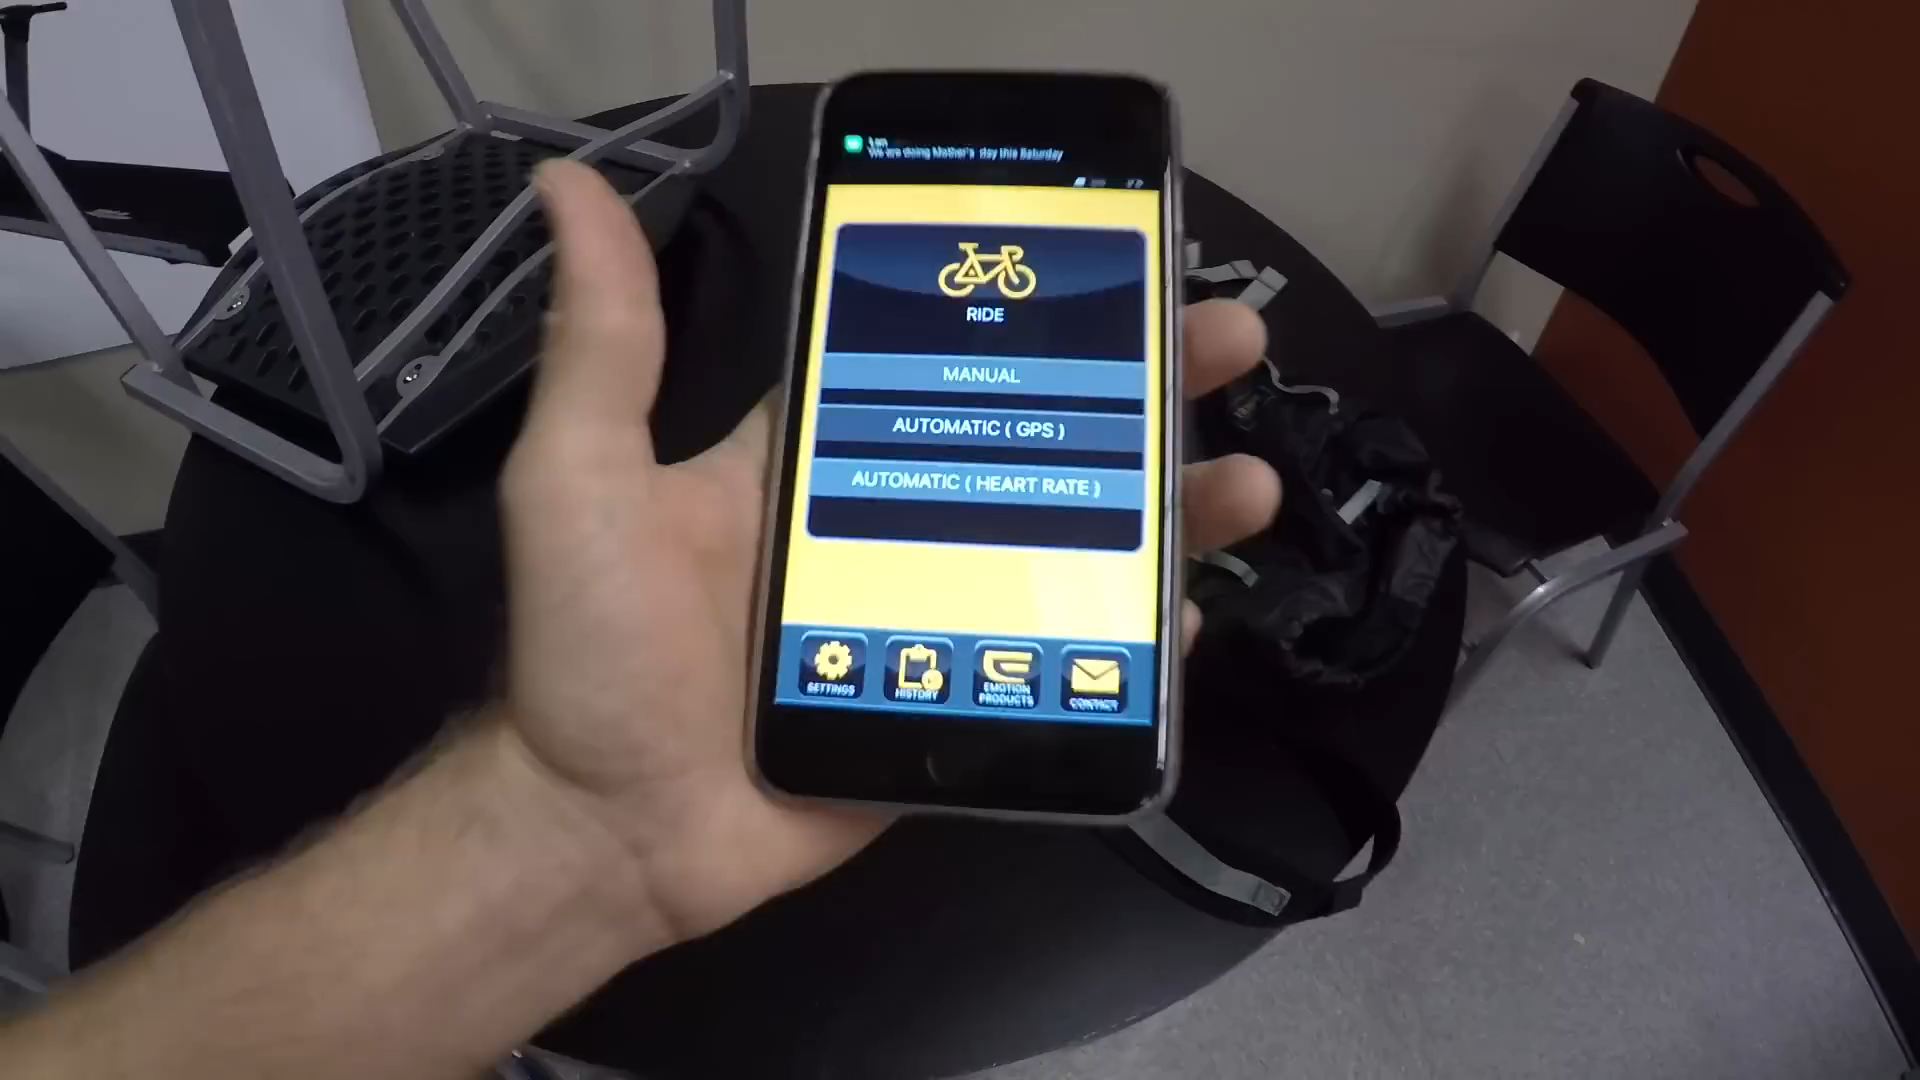 We are doing Mother's day this Saturday
RIDE
MANUAL
AUTOMATIC ( GPS )
AUTOMATIC ( HEART RATE )
SETTINGS
HISTORY
EMOTION
PRODUCTS
CONTACT